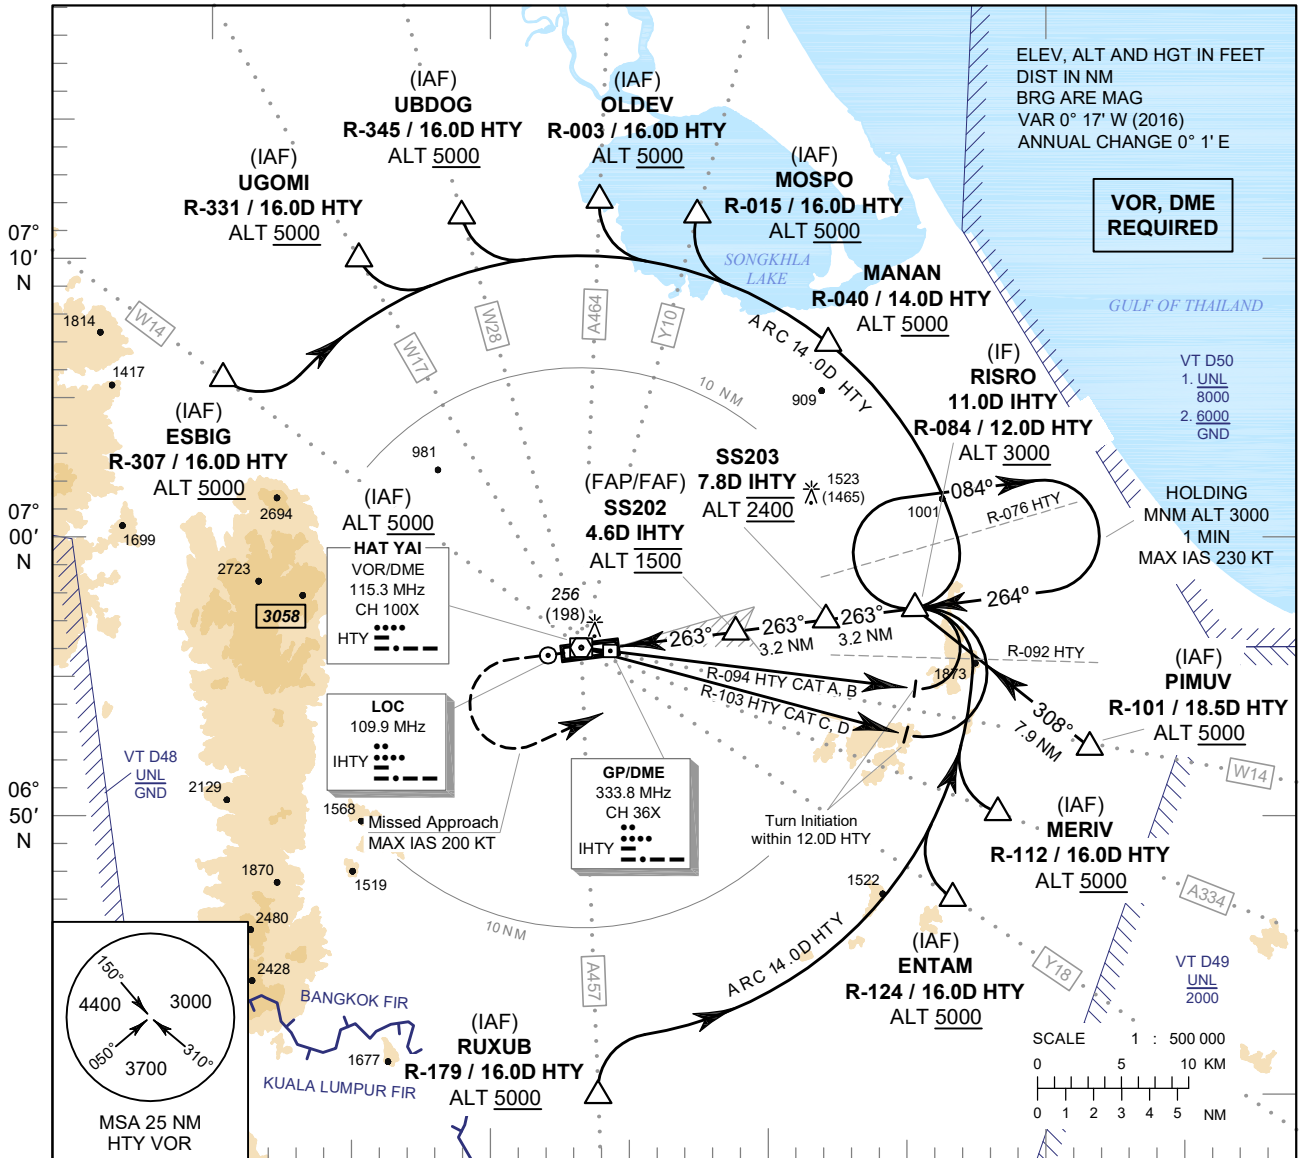 ELEV, ALT AND HGT IN FEET
DIST IN NM
BRG ARE MAG
VAR 0° 17' W (2016)
ANNUAL CHANGE 0° 1' E
VOR, DME
REQUIRED
(IAF)
UBDOG
R-345 / 16.0D HTY
ALT 5000
(IAF)
OLDEV
R-003 / 16.0D HTY
ALT 5000
(IAF)
UGOMI
R-331 / 16.0D HTY
ALT 5000
(IAF)
MOSPO
R-015 / 16.0D HTY
ALT 5000
07°
10'
N
SONGKHLA
LAKE
MANAN
R-040 / 14.0D HTY
ALT 5000
GULF OF THAILAND
1814
W14
W17
W28
A464
Y10
ARC 14.0D HTY
1417
10 NM
909
(IF)
RISRO
11.0D IHTY
R-084 / 12.0D HTY
ALT 3000
VT D50
1. UNL
8000
2. 6000
GND
(IAF)
ESBIG
R-307 / 16.0D HTY
ALT 5000
981
SS203
7.8D IHTY
ALT 2400
1523
(1465)
(FAP/FAF)
SS202
4.6D IHTY
ALT 1500
2694
1699
07°
00'
N
(IAF)
ALT 5000
HAT YAI
VOR/DME
115.3 MHz
CH 100X
HTY
1001
084º
R-076 HTY
HOLDING
MNM ALT 3000
1 MIN
MAX IAS 230 KT
264º
2723
3058
256
(198)
263°
263°
3.2 NM
263°
3.2 NM
R-092 HTY
1873
R-094 HTY CAT A, B
R-103 HTY CAT C, D
308°
7.9 NM
(IAF)
PIMUV
R-101 / 18.5D HTY
ALT 5000
W14
LOC
109.9 MHz
IHTY
VT D48
UNL
GND
06°
50'
N
2129
1568
Missed Approach
MAX IAS 200 KT
GP/DME
333.8 MHz
CH 36X
IHTY
Turn Initiation
within 12.0D HTY
(IAF)
MERIV
R-112 / 16.0D HTY
ALT 5000
1870
1519
1522
A334
2480
10 NM
2428
ARC 14.0D HTY
(IAF)
ENTAM
R-124 / 16.0D HTY
ALT 5000
Y18
A457
VT D49
UNL
2000
150°
4400
3000
050°
310°
3700
MSA 25 NM
HTY VOR
BANGKOK FIR
1677
KUALA LUMPUR FIR
(IAF)
RUXUB
R-179 / 16.0D HTY
ALT 5000
SCALE 1 : 500 000
0 5 10 KM
0 1 2 3 4 5 NM